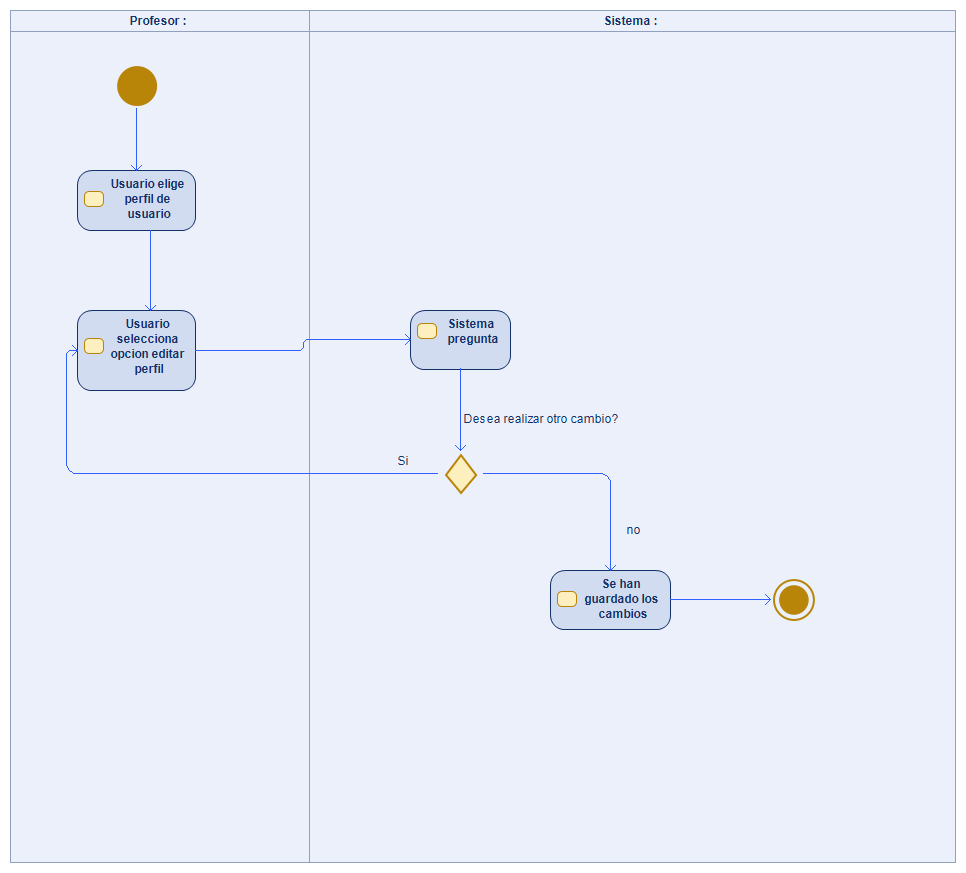 Profesor :
Sistema :
Usuario elige
perfil de
usuario
Usuario
selecciona
opcion editar
perfil
Sistema
pregunta
Desea realizar otro cambio?
Si
no
Se han
guardado los
cambios